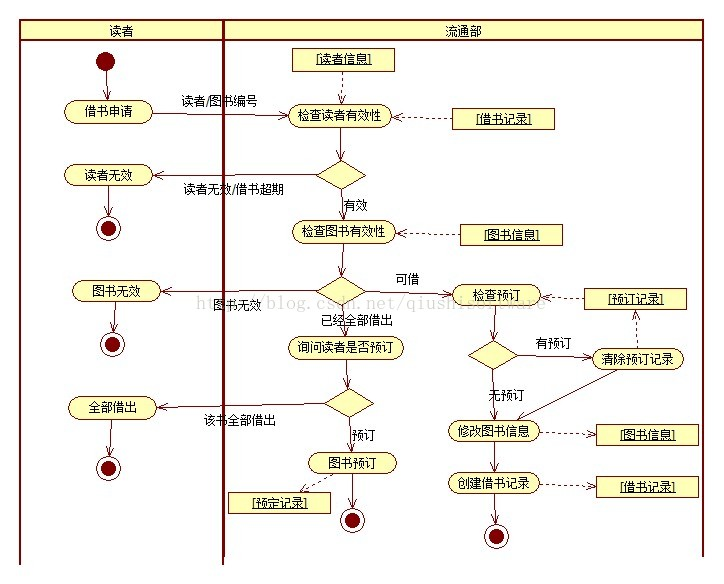 读者
流通部
[读者信息]
借书申请
读者/图书编号
检查读者有效性
[借书记录]
读者无效
读者无效/借书超期
有效
检查图书有效性
[图书信息]
图书无效
图书无效
可借
检查预订
[预订记录]
http://blog.csdn.net/qiushisoftware
已经全部借出
询问读者是否预订
有预订
清除预订记录
无预订
全部借出
该书全部借出
预订
修改图书信息
[图书信息]
图书预订
创建借书记录
[借书记录]
[预定记录]